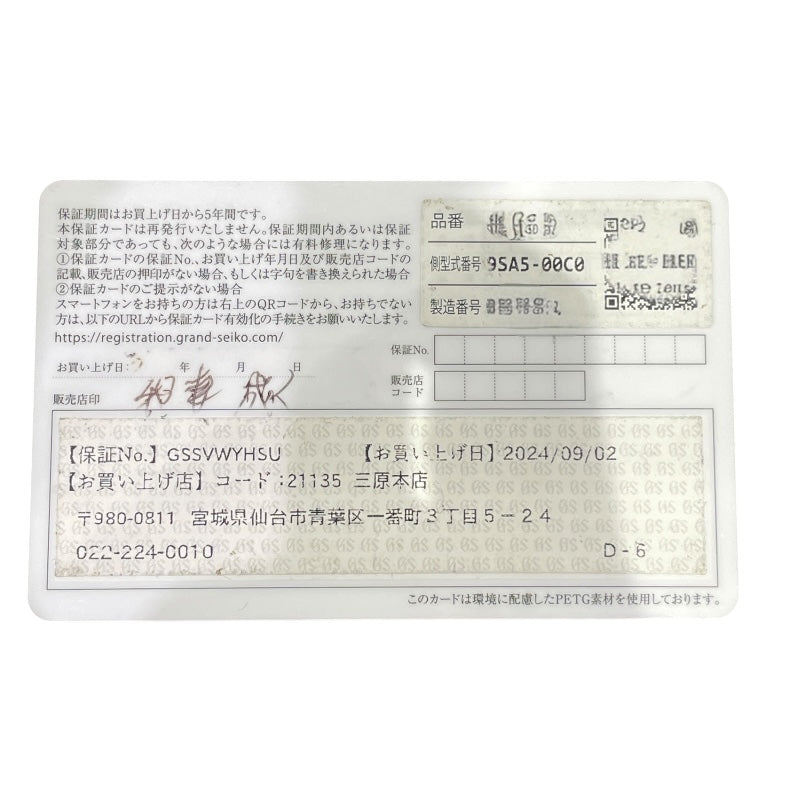 保証期間はお買上げ日から5年間です。
本保証カードは再発行いたしません。保証期間内あるいは保証
対象部分であっても、次のような場合には有料修理になります。
①保証カードの保証No.、お買い上げ年月日及び販売店コードの
記載、販売店の押印がない場合、もしくは字句を書き換えられた場合
②保証カードのご提示がない場合
スマートフォンをお持ちの方は右上のQRコードから、お持ちでない
方は、以下のURLから保証カード有効化の手続きをお願いいたします。
https://registration.grand-seiko.com/
品番
側型式番号 9SA5-00C0
製造番号
保証No.
お買い上げ日: 年 月 日
販売店
コード
販売店印
【保証No.】GSSVWYHSU 【お買い上げ日】2024/09/02
【お買い上げ店】コード:21135 三原本店
〒980-0811 宮城県仙台市青葉区一番町3丁目5-24
022-224-0010 D-6
このカードは環境に配慮したPETG素材を使用しております。